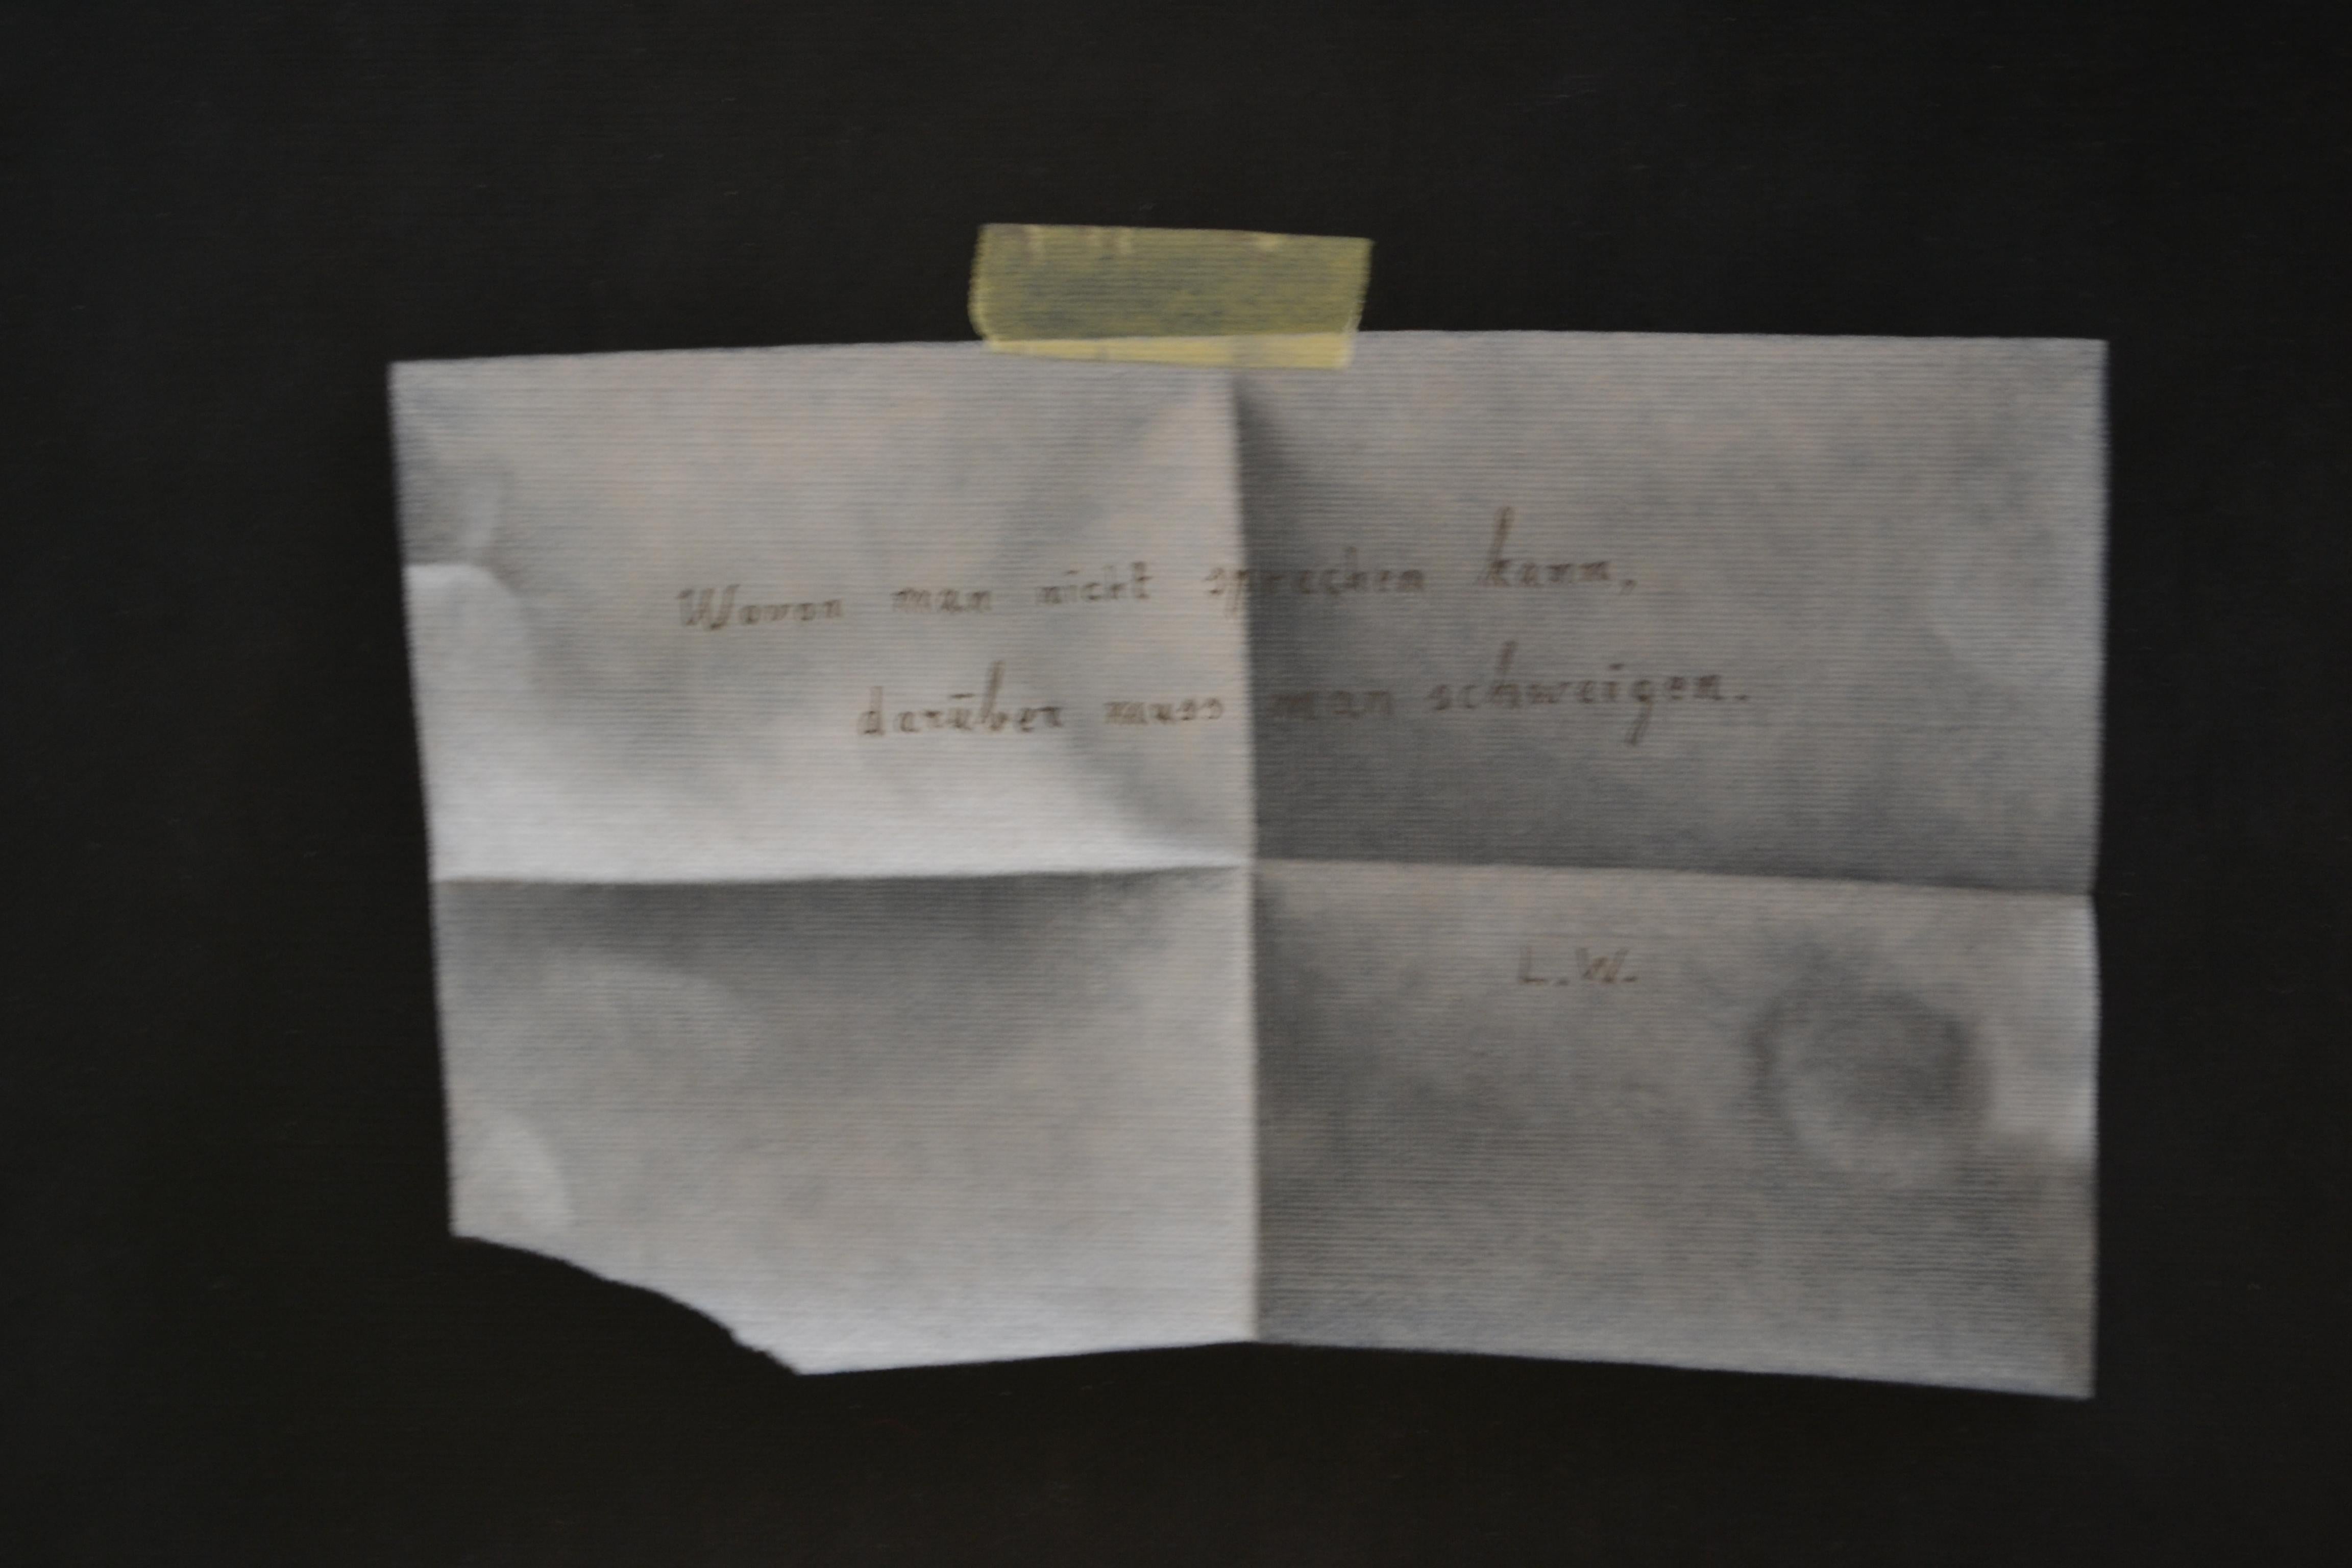 Wovon man nicht sprechen kann,
darüber muss man schweigen.
L.W.